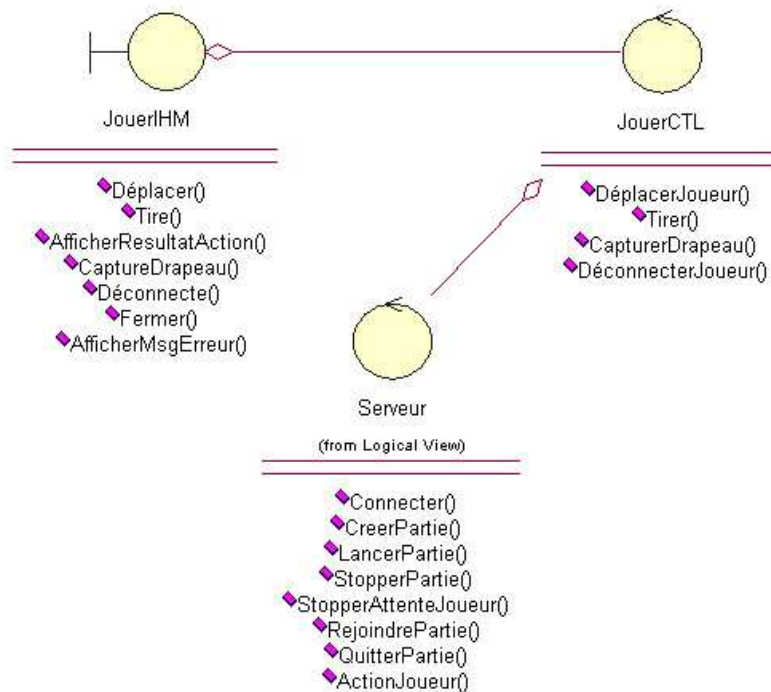 JouerIHM
JouerCTL
Déplacer()
Tire()
AfficherResultatAction()
CaptureDrapeau()
Déconnecte()
Fermer()
AfficherMsgErreur()
DéplacerJoueur()
Tirer()
CapturerDrapeau()
DéconnecterJoueur()
Serveur
(from Logical View)
Connecter()
CreerPartie()
LancerPartie()
StopperPartie()
StopperAttenteJoueur()
RejoindrePartie()
QuitterPartie()
ActionJoueur()